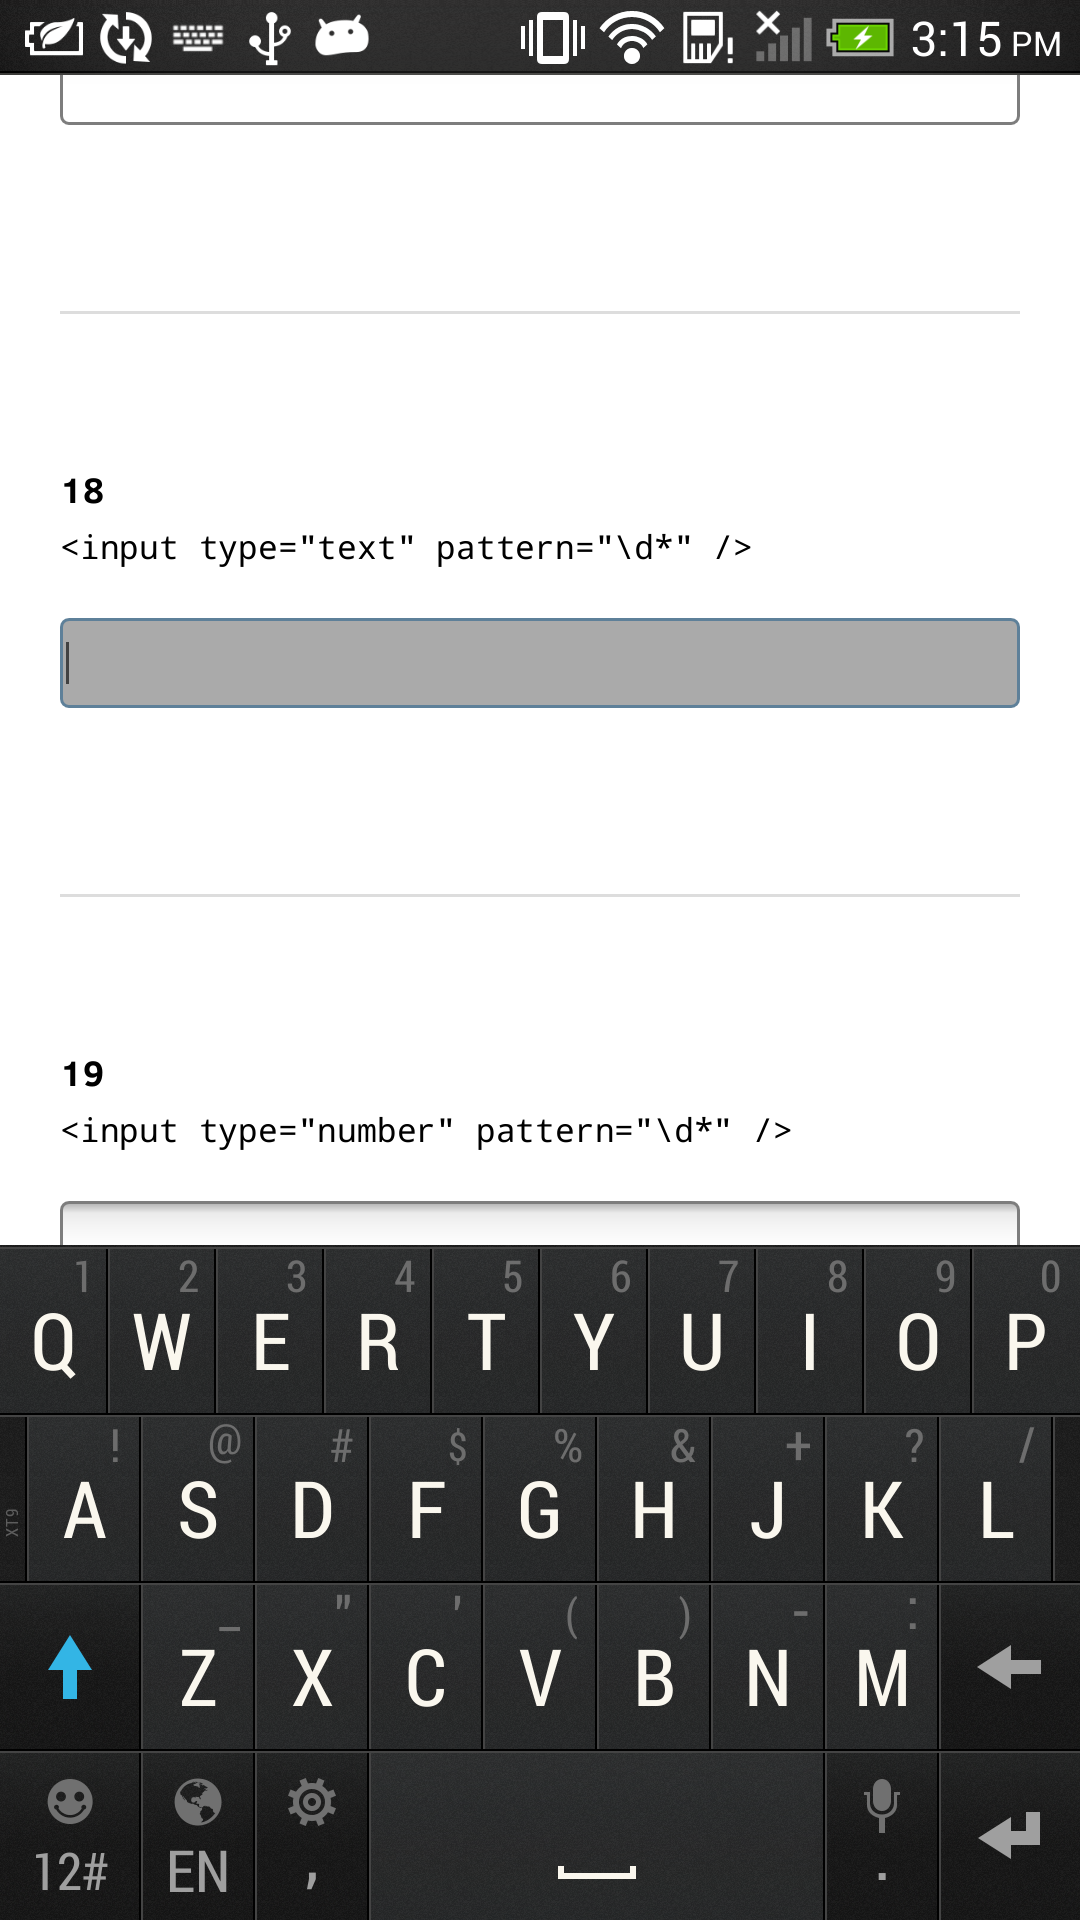 3:15 PM
18
<input type="text" pattern="\d*" />
19
<input type="number" pattern="\d*" />
1 2 3 4 5 6 7 8 9 0
Q W E R T Y U I O P
! @ # $ % & + ? /
XT9 A S D F G H J K L
_ " ' ( ) - :
Z X C V B N M
12# EN , .